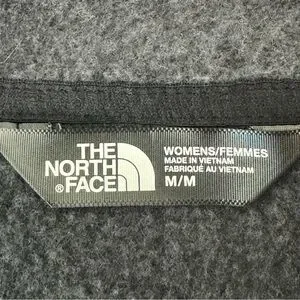 THE
NORTH
® FACE
WOMENS/FEMMES
MADE IN VIETNAM
FABRIQUÉ AU VIETNAM
M/M